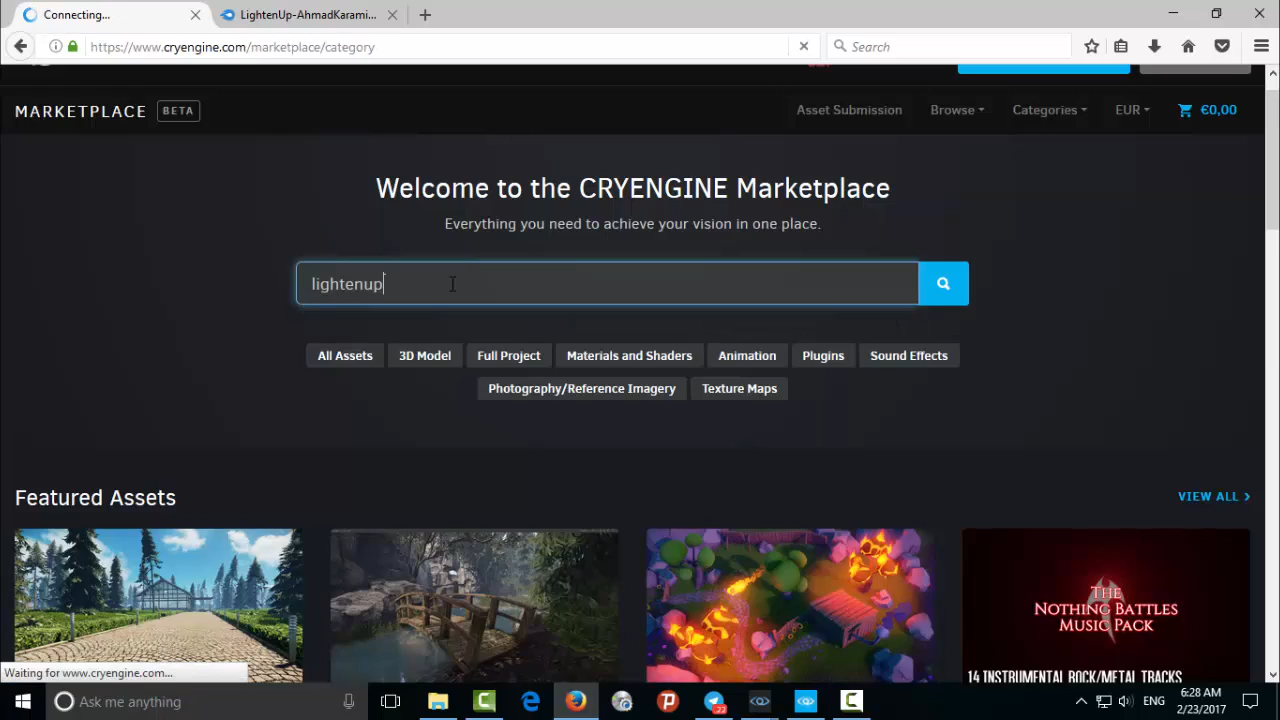 Connecting...
LightenUp-AhmadKarami...
https://www.cryengine.com/marketplace/category
Search
MARKETPLACE BETA
Asset Submission Browse Categories EUR €0,00
Welcome to the CRYENGINE Marketplace
Everything you need to achieve your vision in one place.
lightenup
All Assets 3D Model Full Project Materials and Shaders Animation Plugins Sound Effects
Photography/Reference Imagery Texture Maps
Featured Assets
VIEW ALL >
THE
NOTHING BATTLES
MUSIC PACK
14 INSTRUMENTAL ROCK/METAL TRACKS
Waiting for www.cryengine.com...
Ask me anything
22
ENG
6:28 AM
2/23/2017